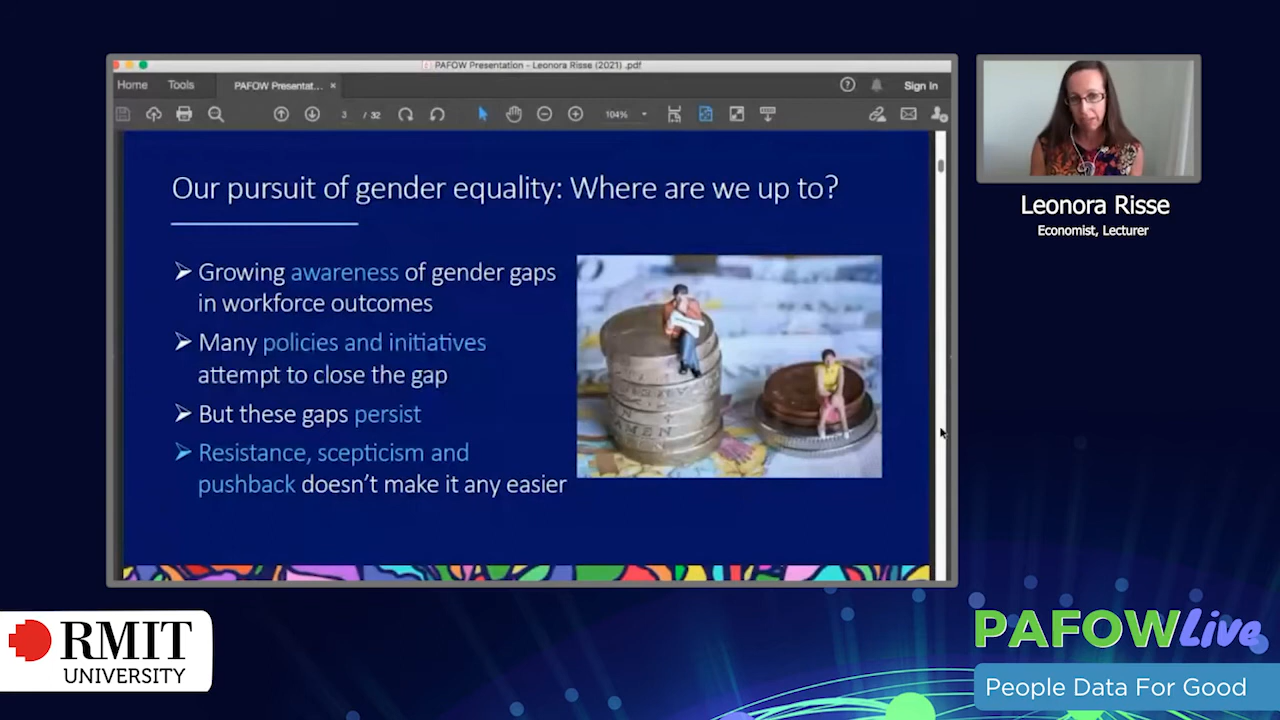 PAFOW Presentation - Leonora Risse (2021) .pdf
Home Tools PAFOW Presentat... × Sign In
3 / 32 104%
Our pursuit of gender equality: Where are we up to?
Growing awareness of gender gaps
in workforce outcomes
Many policies and initiatives
attempt to close the gap
But these gaps persist
Resistance, scepticism and
pushback doesn't make it any easier
Leonora Risse
Economist, Lecturer
RMIT
UNIVERSITY
PAFOWLive
People Data For Good